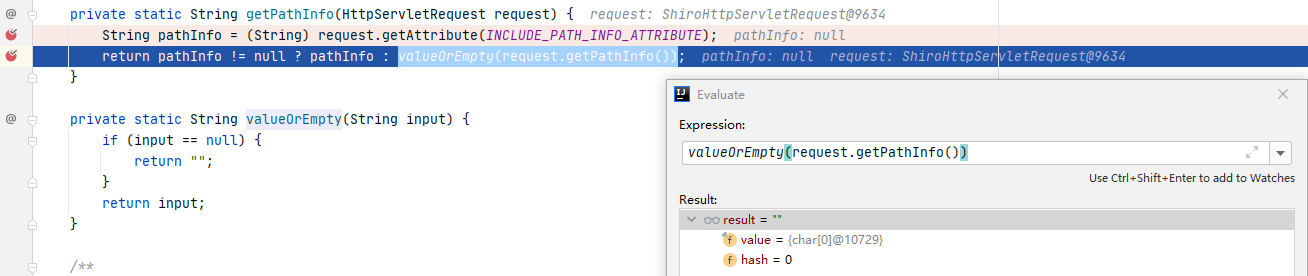 private static String getPathInfo(HttpServletRequest request) {  request: ShiroHttpServletRequest@9634
String pathInfo = (String) request.getAttribute(INCLUDE_PATH_INFO_ATTRIBUTE);  pathInfo: null
return pathInfo != null ? pathInfo : valueOrEmpty(request.getPathInfo());  pathInfo: null  request: ShiroHttpServletRequest@9634
}
private static String valueOrEmpty(String input) {
if (input == null) {
return "";
}
return input;
}
/**
Evaluate
Expression:
valueOrEmpty(request.getPathInfo())
Use Ctrl+Shift+Enter to add to Watches
Result:
result = ""
value = {char[0]@10729}
hash = 0